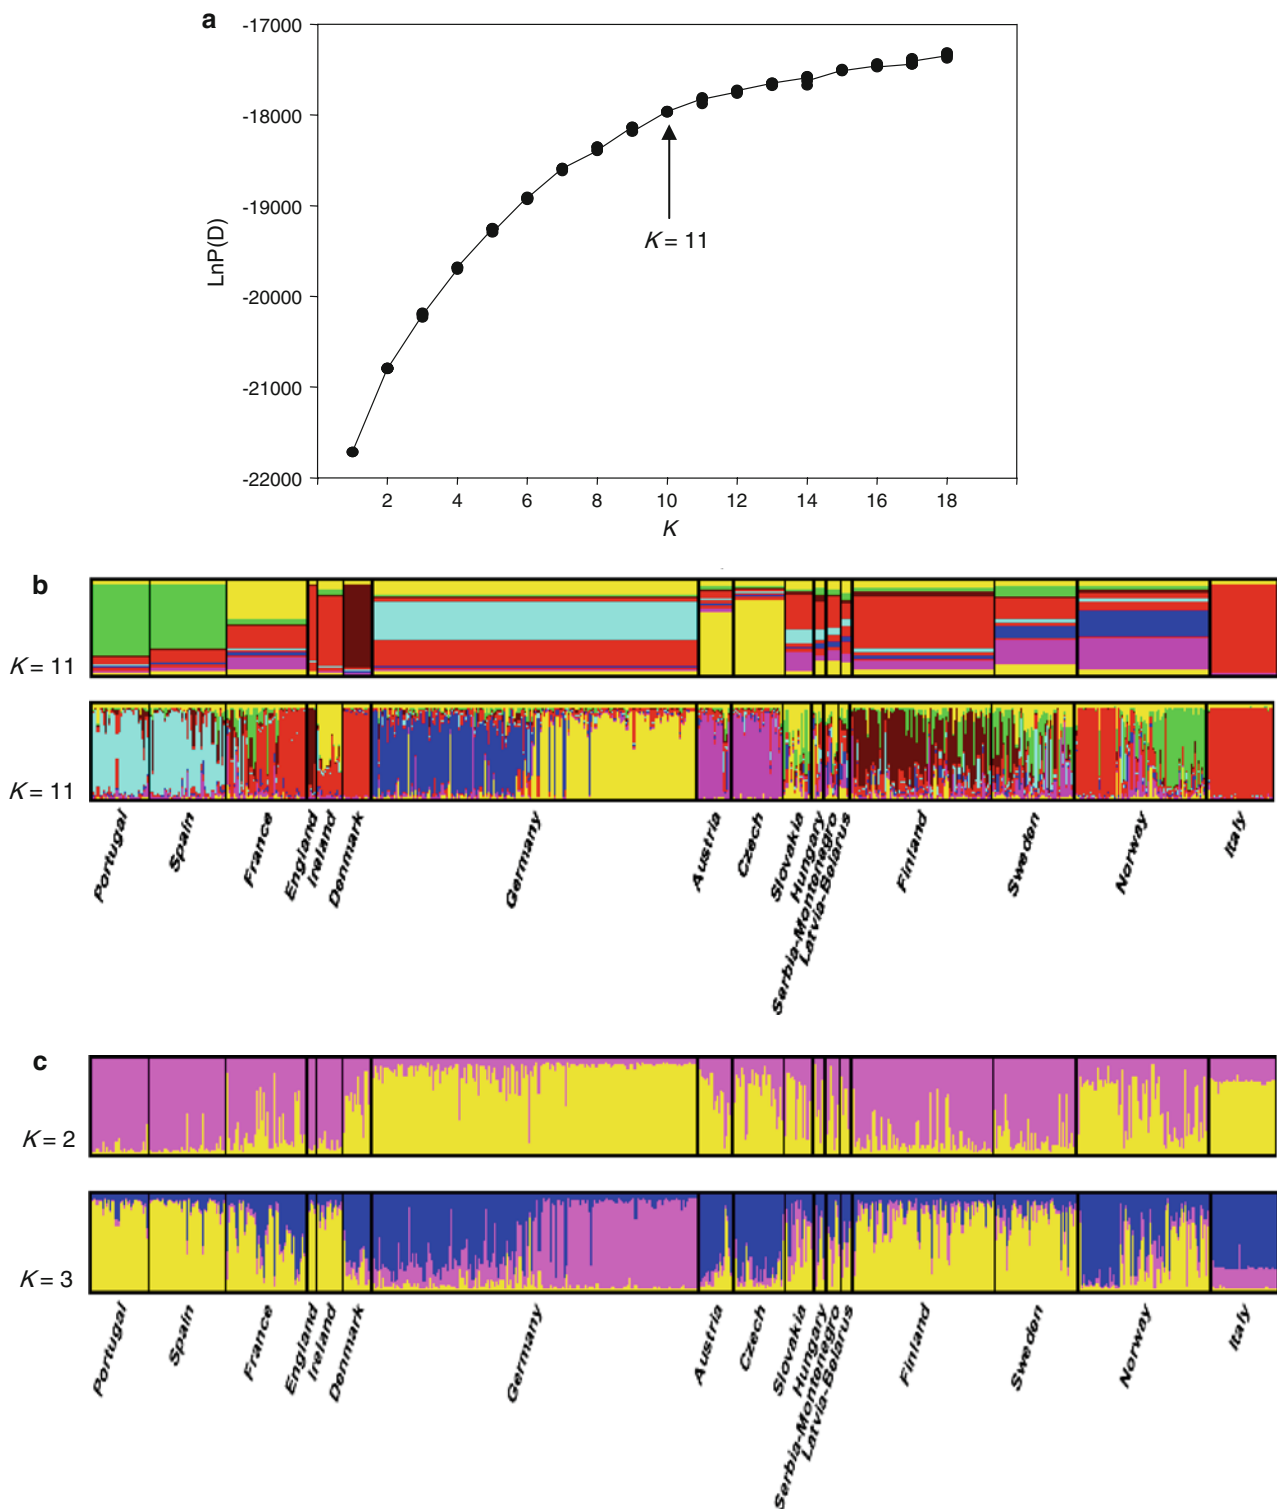 a
-17000
-18000
-19000
-20000
-21000
-22000
LnP(D)
K = 11
2 4 6 8 10 12 14 16 18
K
b
K = 11
K = 11
Portugal
Spain
France
England
Ireland
Denmark
Germany
Austria
Czech
Slovakia
Hungary
Serbia-Montenegro
Latvia-Belarus
Finland
Sweden
Norway
Italy
c
K = 2
K = 3
Portugal
Spain
France
England
Ireland
Denmark
Germany
Austria
Czech
Slovakia
Hungary
Serbia-Montenegro
Latvia-Belarus
Finland
Sweden
Norway
Italy